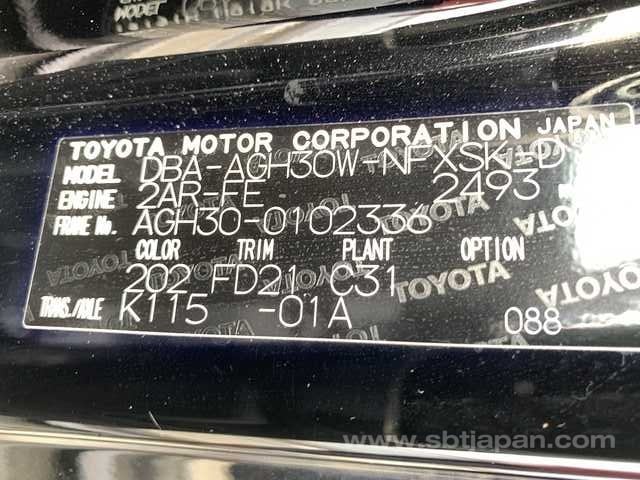 TOYOTA MOTOR CORPORATION JAPAN
MODEL DBA-AGH30W-NFXSK-D
ENGINE 2AR-FE 2493
FRAME No. AGH30-0102336
COLOR TRIM PLANT OPTION
202 FD21 C31
TRANS./AXLE K115 -01A
088
www.sbtjapan.com